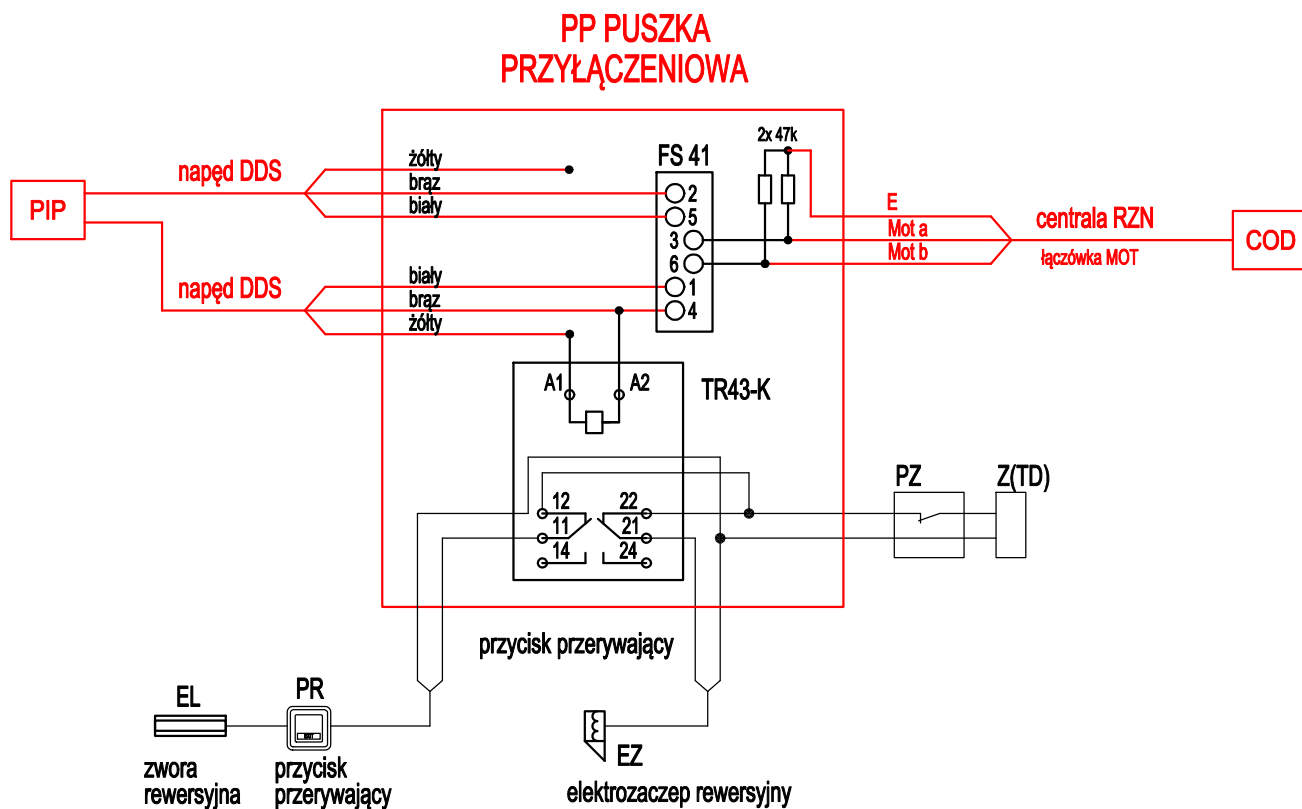 PP PUSZKA
PRZYŁĄCZENIOWA
2x 47k
FS 41
żółty
napęd DDS
brąz
2
PIP
biały
5
E
centrala RZN
3
Mot a
COD
6
Mot b
łączówka MOT
biały
1
napęd DDS
brąz
4
żółty
A1
A2
TR43-K
PZ
Z(TD)
12
22
11
21
14
24
przycisk przerywający
EL
PR
EXIT
EZ
zwora
rewersyjna
przycisk
przerywający
elektrozaczep rewersyjny